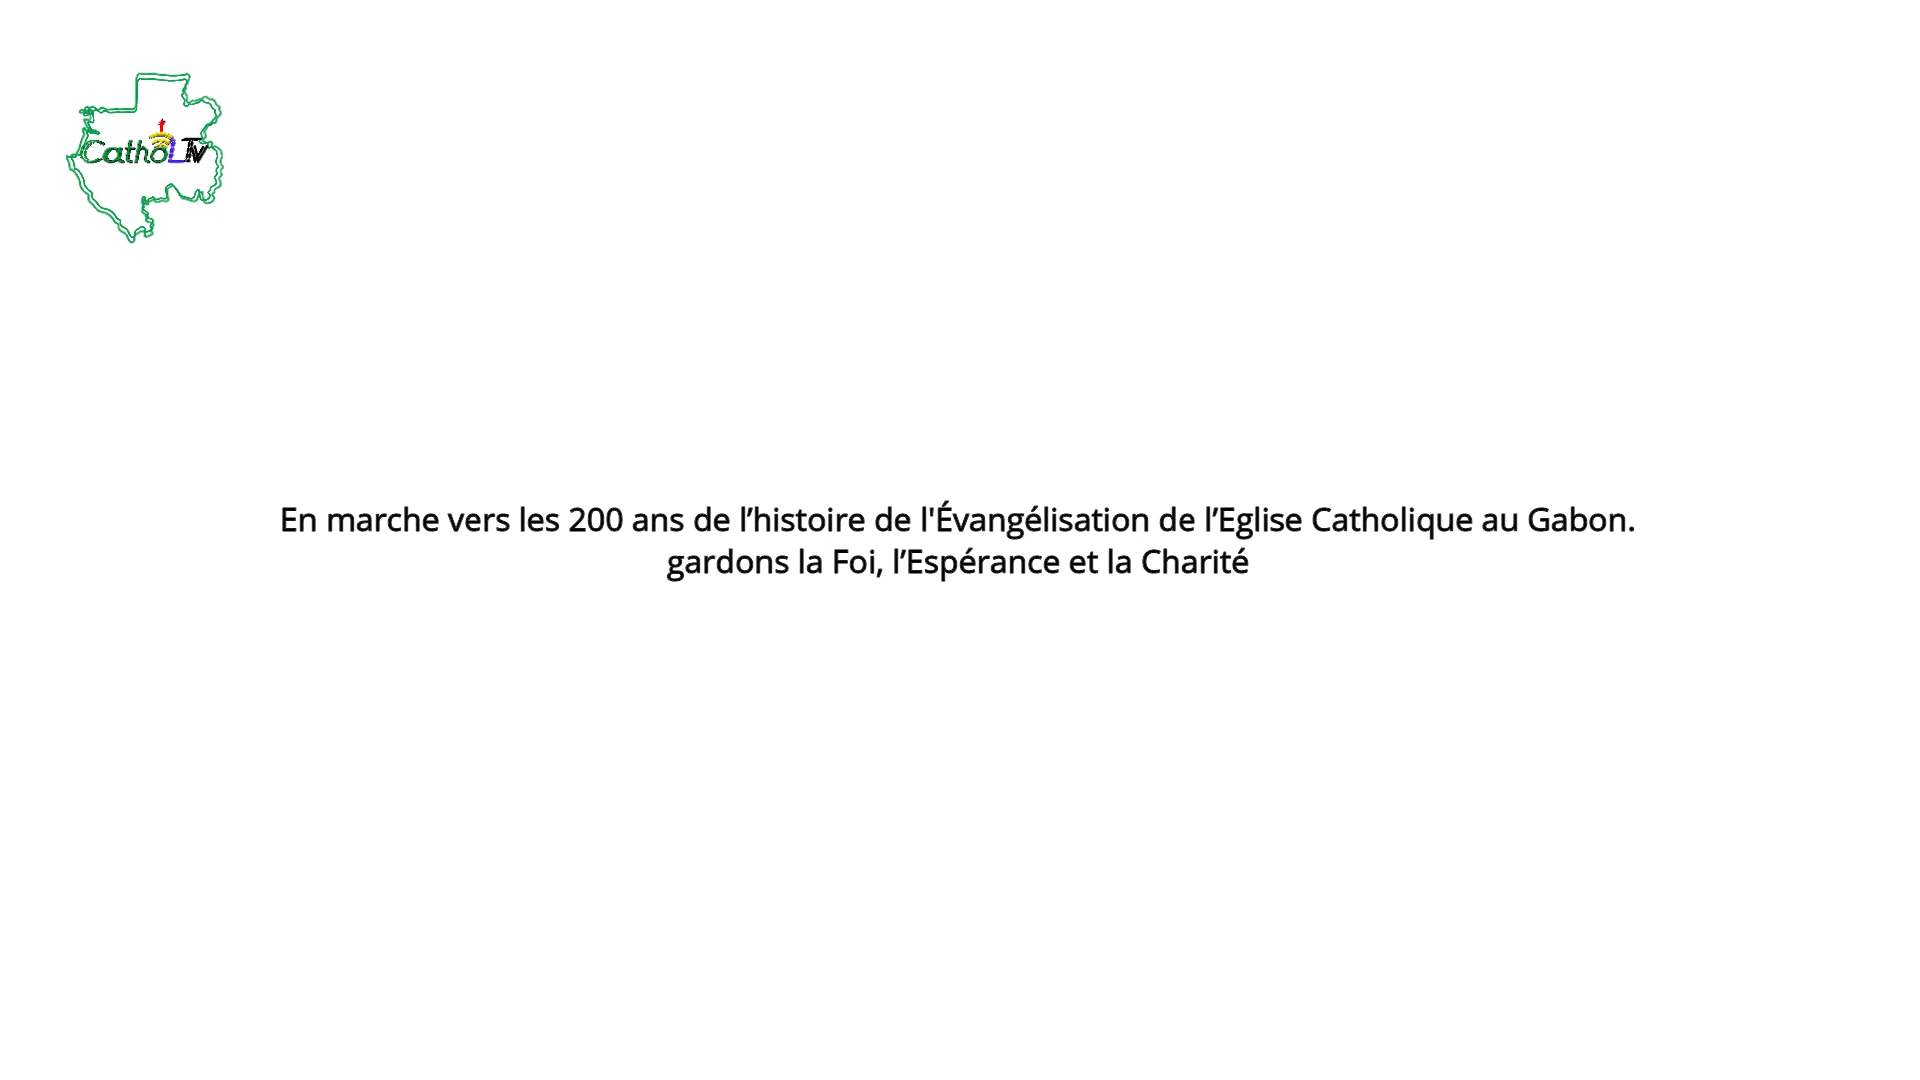 CathoLTV
En marche vers les 200 ans de l’histoire de l'Évangélisation de l’Eglise Catholique au Gabon.
gardons la Foi, l’Espérance et la Charité